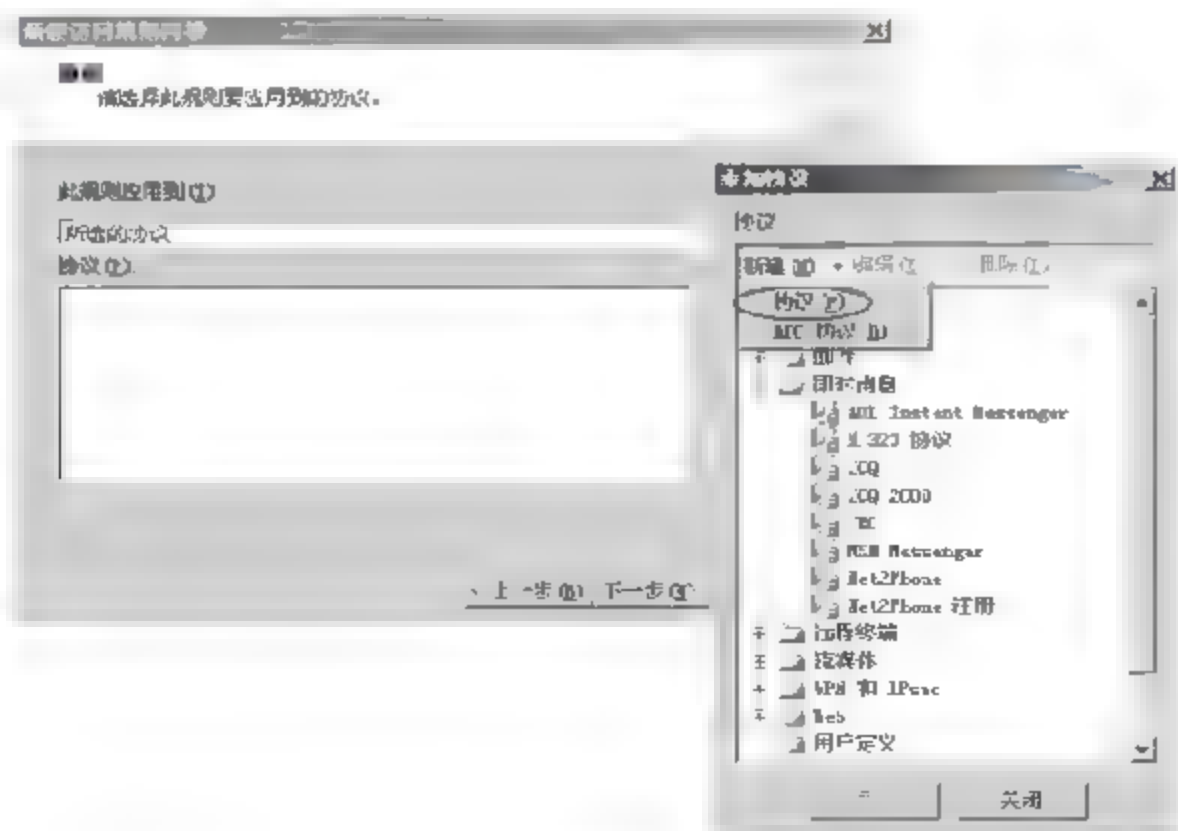 新建访问规则向导
协议
请选择此规则要应用到的协议。
此规则应用到(T)
所选的协议
协议(P):
上一步(B) 下一步(N)
添加协议
协议
新建(N) 编辑(I) 删除(L)
协议(P)
RPC 协议(R)
邮件
即时消息
AOL Instant Messenger
H.323 协议
ICQ
ICQ 2000
IRC
MSN Messenger
Net2Phone
Net2Phone 注册
远程终端
流媒体
VPN 和 IPsec
Web
用户定义
关闭